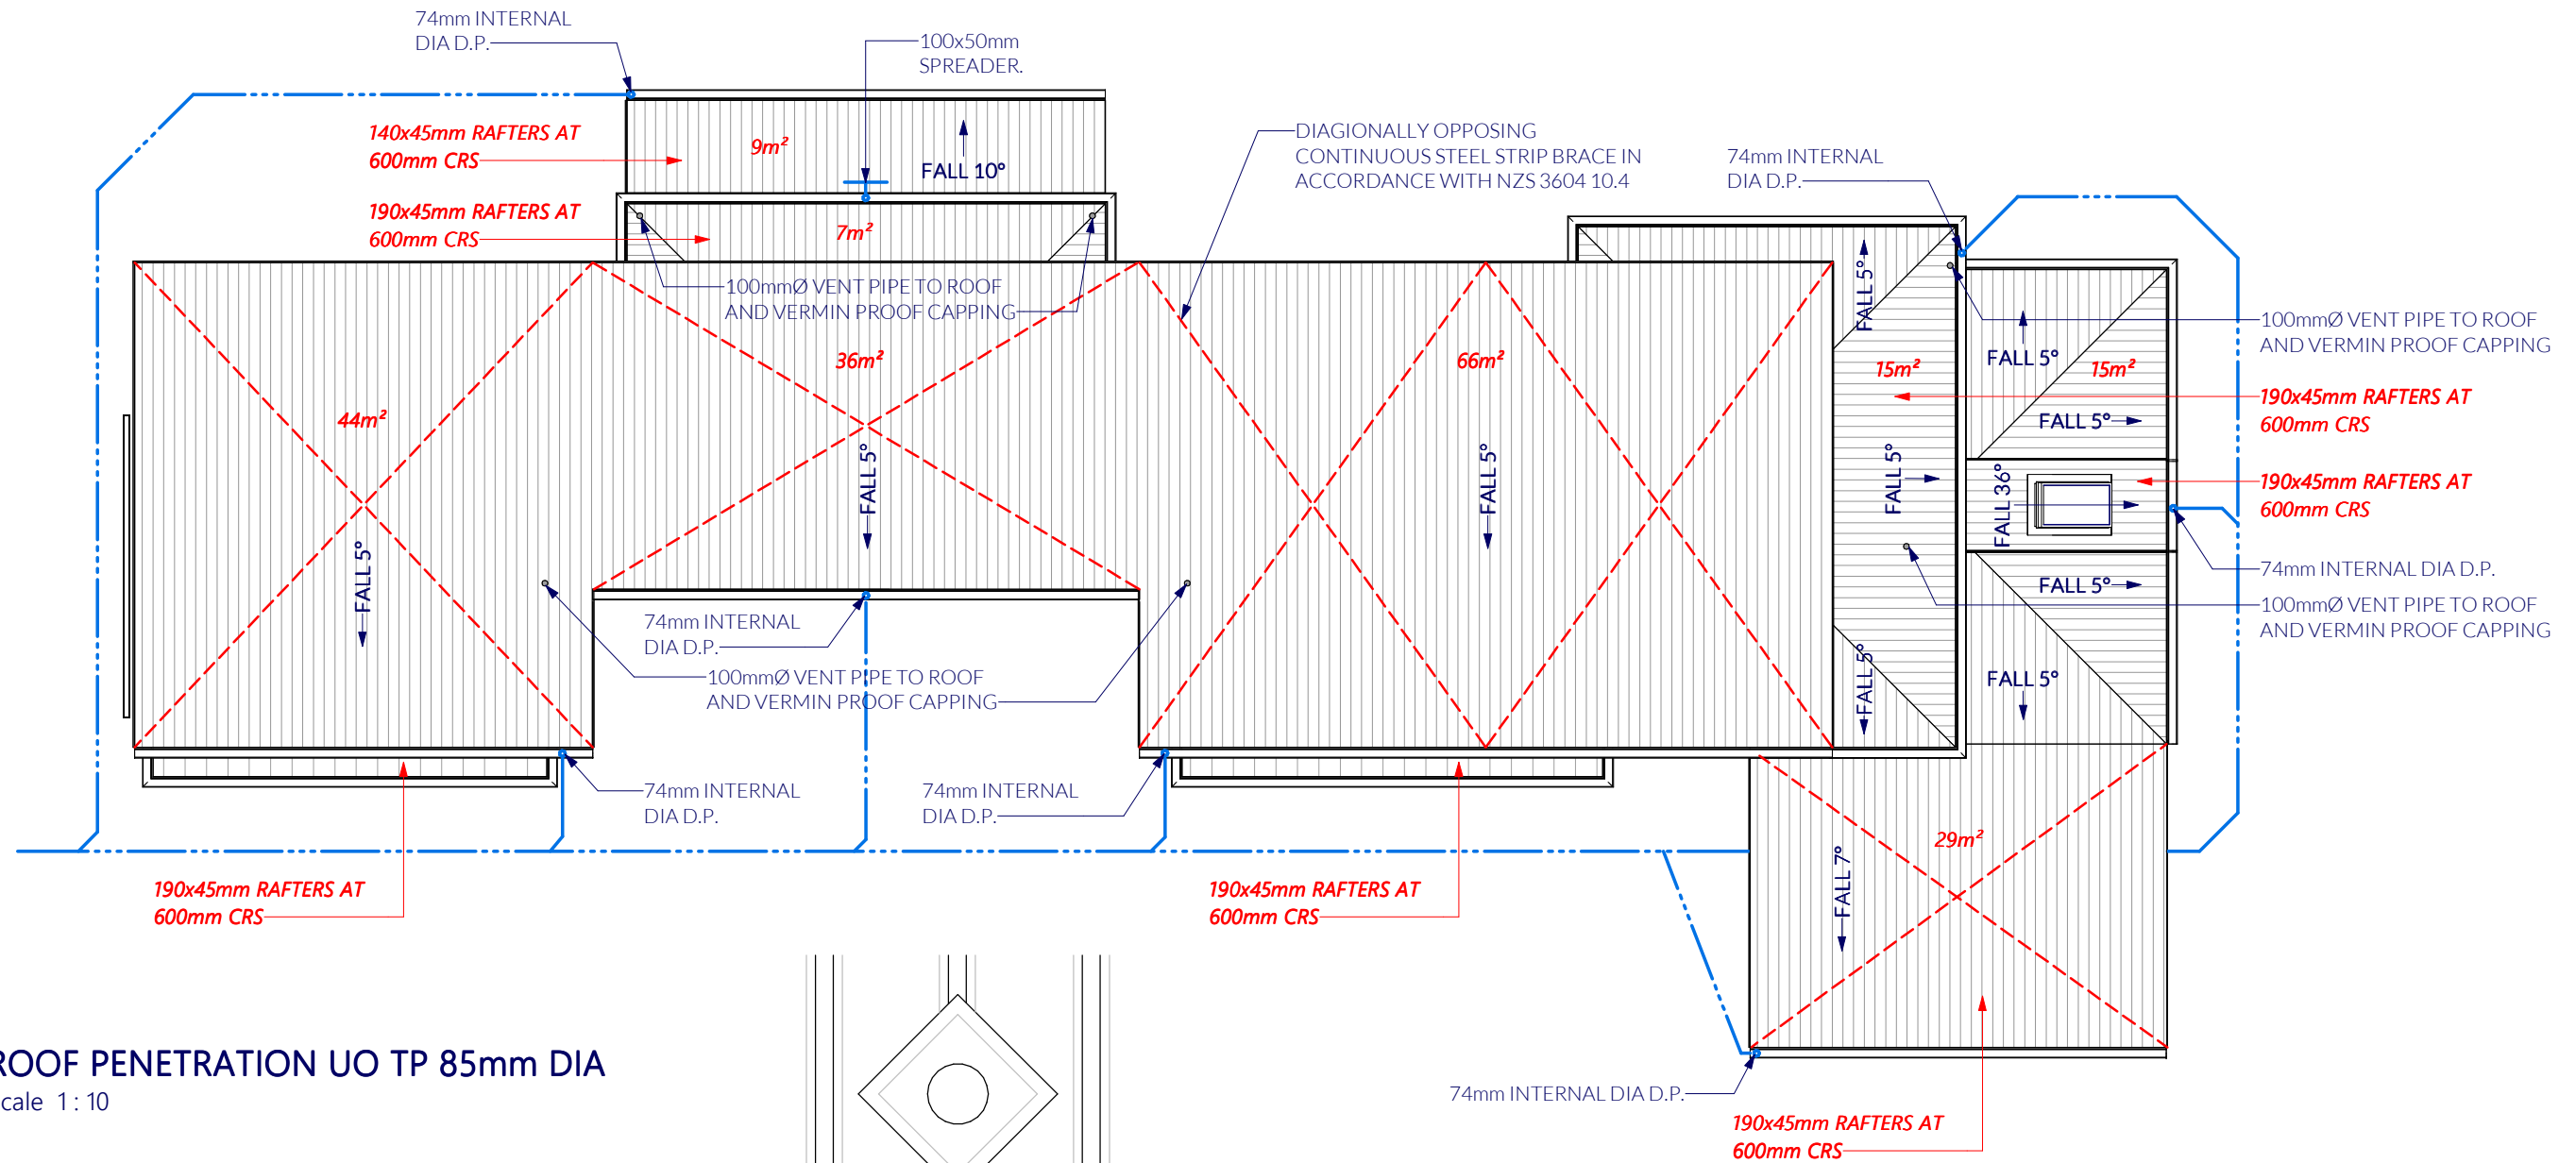 74mm INTERNAL
DIA D.P.
100x50mm
SPREADER.
140x45mm RAFTERS AT
600mm CRS
9m²
FALL 10°
DIAGIONALLY OPPOSING
CONTINUOUS STEEL STRIP BRACE IN
ACCORDANCE WITH NZS 3604 10.4
74mm INTERNAL
DIA D.P.
190x45mm RAFTERS AT
600mm CRS
7m²
100mmØ VENT PIPE TO ROOF
AND VERMIN PROOF CAPPING
FALL 5°
100mmØ VENT PIPE TO ROOF
AND VERMIN PROOF CAPPING
FALL 5°
44m²
36m²
66m²
15m²
15m²
190x45mm RAFTERS AT
600mm CRS
FALL 5°
FALL 5°
FALL 5°
FALL 5°
FALL 5°
FALL 36°
190x45mm RAFTERS AT
600mm CRS
74mm INTERNAL DIA D.P.
FALL 5°
100mmØ VENT PIPE TO ROOF
AND VERMIN PROOF CAPPING
74mm INTERNAL
DIA D.P.
100mmØ VENT PIPE TO ROOF
AND VERMIN PROOF CAPPING
FALL 5°
FALL 5°
74mm INTERNAL
DIA D.P.
74mm INTERNAL
DIA D.P.
29m²
FALL 7°
190x45mm RAFTERS AT
600mm CRS
190x45mm RAFTERS AT
600mm CRS
ROOF PENETRATION UO TP 85mm DIA
cale 1 : 10
74mm INTERNAL DIA D.P.
190x45mm RAFTERS AT
600mm CRS